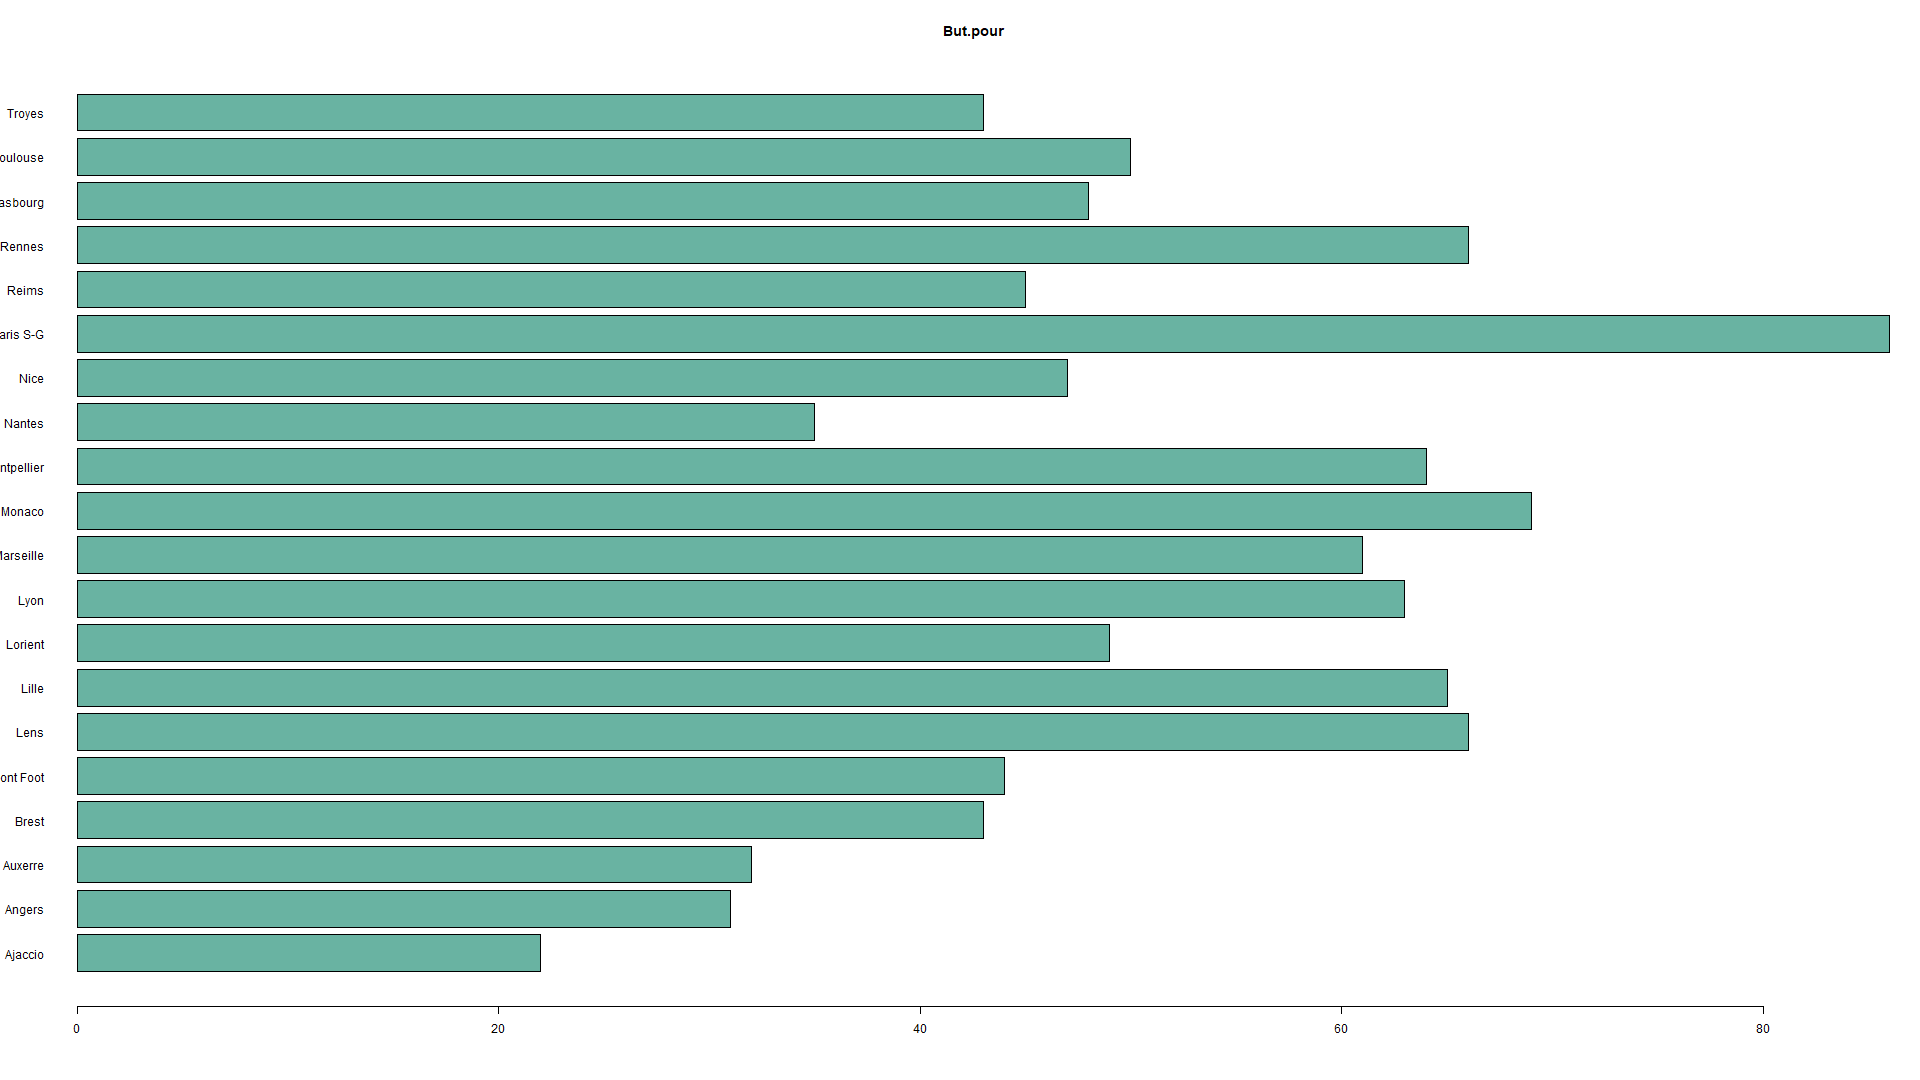 But.pour
Troyes
oulouse
asbourg
Rennes
Reims
aris S-G
Nice
Nantes
ntpellier
Monaco
Marseille
Lyon
Lorient
Lille
Lens
ont Foot
Brest
Auxerre
Angers
Ajaccio
0 20 40 60 80